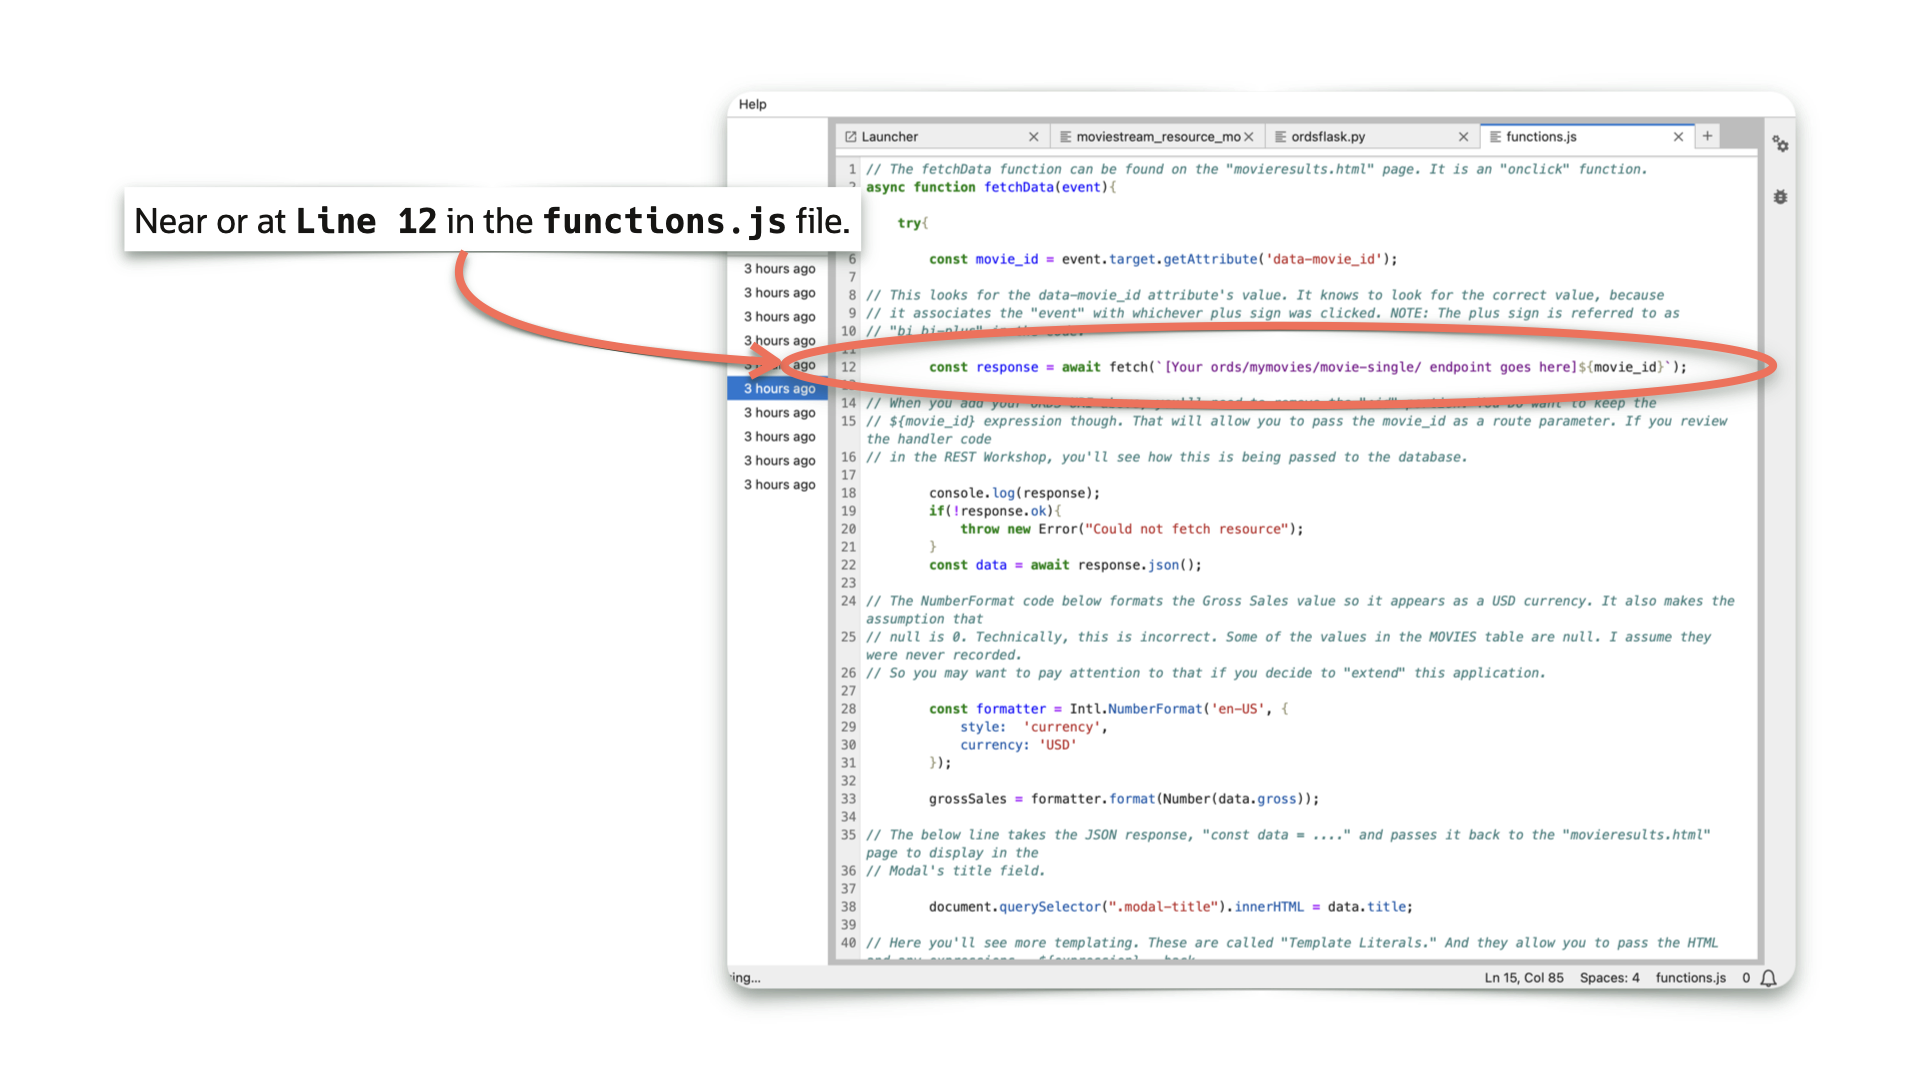 Help
Launcher
moviestream_resource_mo
ordsflask.py
functions.js
Near or at Line 12 in the functions.js file.
3 hours ago
3 hours ago
3 hours ago
3 hours ago
3 hours ago
3 hours ago
3 hours ago
3 hours ago
3 hours ago
1 // The fetchData function can be found on the "movieresults.html" page. It is an "onclick" function.
2 async function fetchData(event){
try{
6 const movie_id = event.target.getAttribute('data-movie_id');
7
8 // This looks for the data-movie_id attribute's value. It knows to look for the correct value, because
9 // it associates the "event" with whichever plus sign was clicked. NOTE: The plus sign is referred to as
10 // "bi bi-plus" in the code.
11
12 const response = await fetch(`[Your ords/mymovies/movie-single/ endpoint goes here]${movie_id}`);
14 // When you add your ORDS URI above, you'll need to remove the ":id" portion. You DO want to keep the
15 // ${movie_id} expression though. That will allow you to pass the movie_id as a route parameter. If you review
the handler code
16 // in the REST Workshop, you'll see how this is being passed to the database.
17
18 console.log(response);
19 if(!response.ok){
20 throw new Error("Could not fetch resource");
21 }
22 const data = await response.json();
23
24 // The NumberFormat code below formats the Gross Sales value so it appears as a USD currency. It also makes the
assumption that
25 // null is 0. Technically, this is incorrect. Some of the values in the MOVIES table are null. I assume they
were never recorded.
26 // So you may want to pay attention to that if you decide to "extend" this application.
27
28 const formatter = Intl.NumberFormat('en-US', {
29 style: 'currency',
30 currency: 'USD'
31 });
32
33 grossSales = formatter.format(Number(data.gross));
34
35 // The below line takes the JSON response, "const data = ...." and passes it back to the "movieresults.html"
page to display in the
36 // Modal's title field.
37
38 document.querySelector(".modal-title").innerHTML = data.title;
39
40 // Here you'll see more templating. These are called "Template Literals." And they allow you to pass the HTML
ing...
Ln 15, Col 85 Spaces: 4 functions.js 0